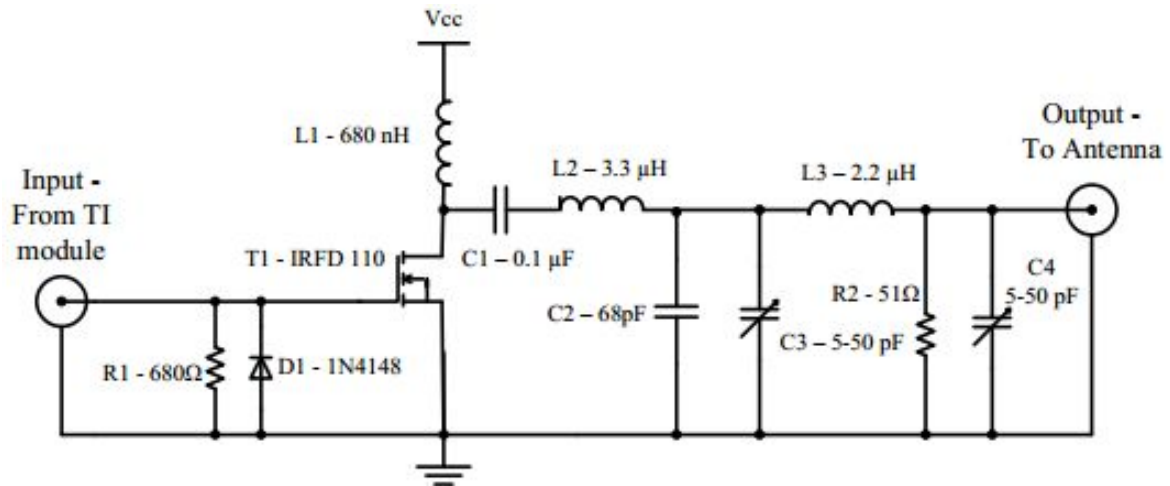 Vcc
L1 - 680 nH
Output -
To Antenna
L2 – 3.3 μH
L3 – 2.2 μH
Input -
From TI
module
T1 - IRFD 110
C1 – 0.1 μF
C4
5-50 pF
R2 - 51Ω
C2 – 68pF
C3 – 5-50 pF
R1 - 680Ω
D1 - 1N4148